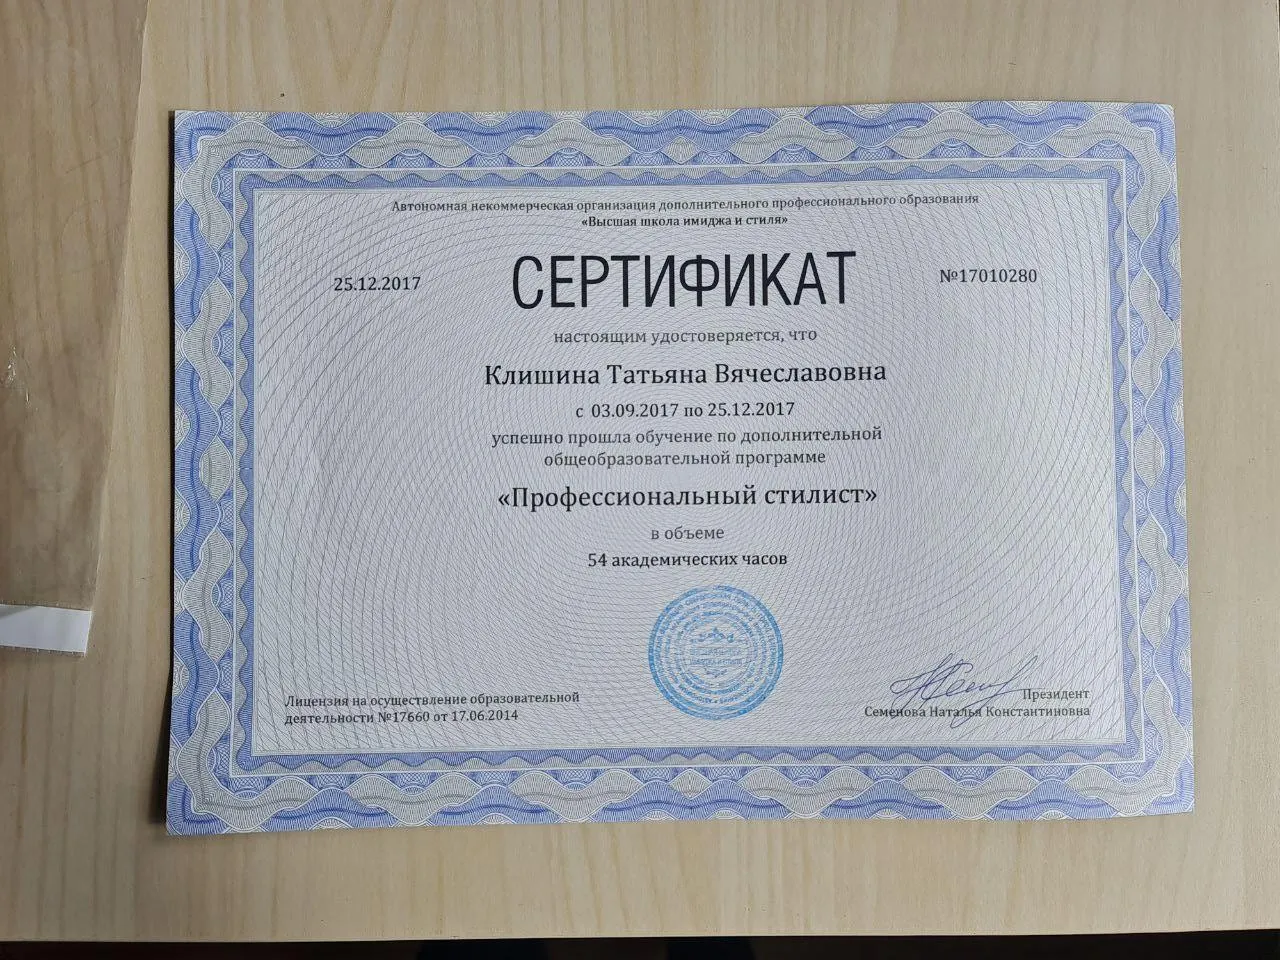 Автономная некоммерческая организация дополнительного профессионального образования
«Высшая школа имиджа и стиля»
25.12.2017
СЕРТИФИКАТ
№17010280
настоящим удостоверяется, что
Клишина Татьяна Вячеславовна
с 03.09.2017 по 25.12.2017
успешно прошла обучение по дополнительной
общеобразовательной программе
«Профессиональный стилист»
в объеме
54 академических часов
Лицензия на осуществление образовательной
деятельности №17660 от 17.06.2014
Президент
Семенова Наталья Константиновна